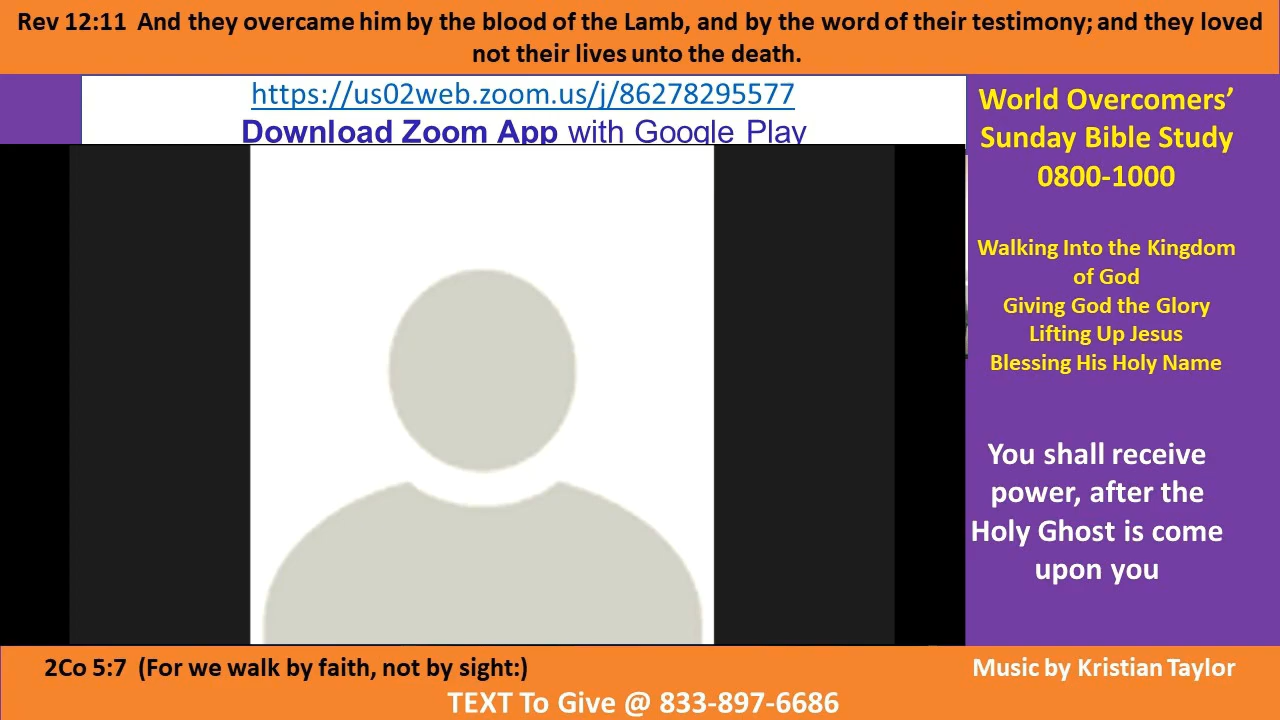 Rev 12:11  And they overcame him by the blood of the Lamb, and by the word of their testimony; and they loved
not their lives unto the death.
https://us02web.zoom.us/j/86278295577
Download Zoom App with Google Play
World Overcomers’
Sunday Bible Study
0800-1000
Walking Into the Kingdom
of God
Giving God the Glory
Lifting Up Jesus
Blessing His Holy Name
You shall receive
power, after the
Holy Ghost is come
upon you
2Co 5:7  (For we walk by faith, not by sight:)
Music by Kristian Taylor
TEXT To Give @ 833-897-6686